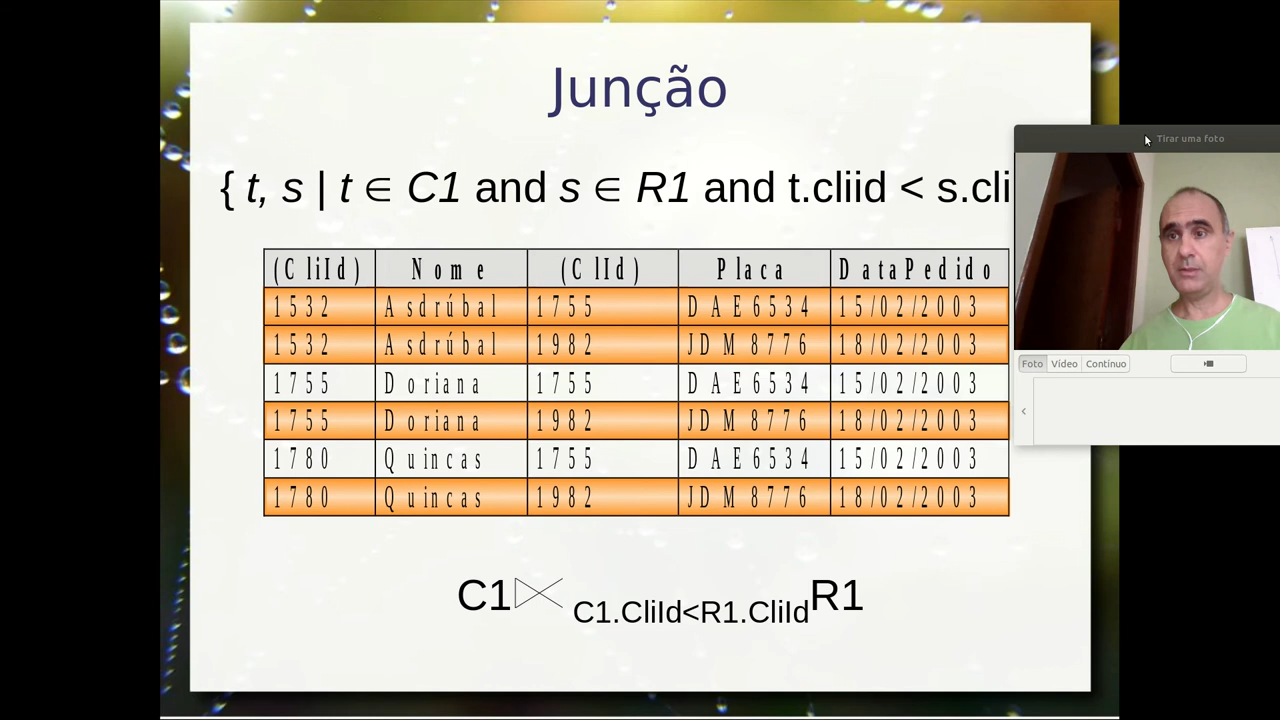 Junção
{ t, s | t ∈ C1 and s ∈ R1 and t.cliid < s.cli
(CliId) Nome (ClId) Placa DataPedido
1532 Asdrúbal 1755 DAE6534 15/02/2003
1532 Asdrúbal 1982 JDM8776 18/02/2003
1755 Doriana 1755 DAE6534 15/02/2003
1755 Doriana 1982 JDM8776 18/02/2003
1780 Quincas 1755 DAE6534 15/02/2003
1780 Quincas 1982 JDM8776 18/02/2003
C1⋈ C1.CliId<R1.CliId R1
Tirar uma foto
Foto Vídeo Contínuo